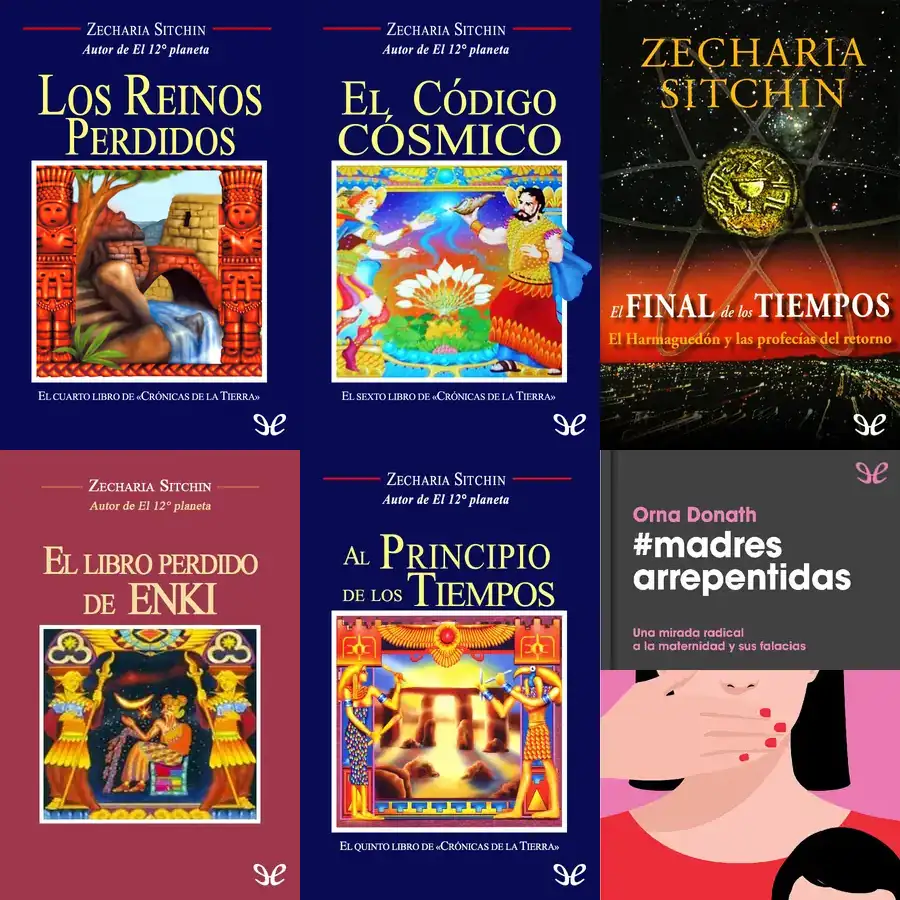 ZECHARIA SITCHIN
Autor de El 12° planeta
LOS REINOS
PERDIDOS
EL CUARTO LIBRO DE «CRÓNICAS DE LA TIERRA»
ZECHARIA SITCHIN
Autor de El 12° planeta
EL CÓDIGO
CÓSMICO
EL SEXTO LIBRO DE «CRÓNICAS DE LA TIERRA»
ZECHARIA
SITCHIN
El FINAL de los TIEMPOS
El Harmaguedón y las profecías del retorno
ZECHARIA SITCHIN
Autor de El 12° planeta
EL LIBRO PERDIDO
DE ENKI
ZECHARIA SITCHIN
Autor de El 12° planeta
AL PRINCIPIO
DE LOS TIEMPOS
EL QUINTO LIBRO DE «CRÓNICAS DE LA TIERRA»
Orna Donath
#madres
arrepentidas
Una mirada radical
a la maternidad y sus falacias